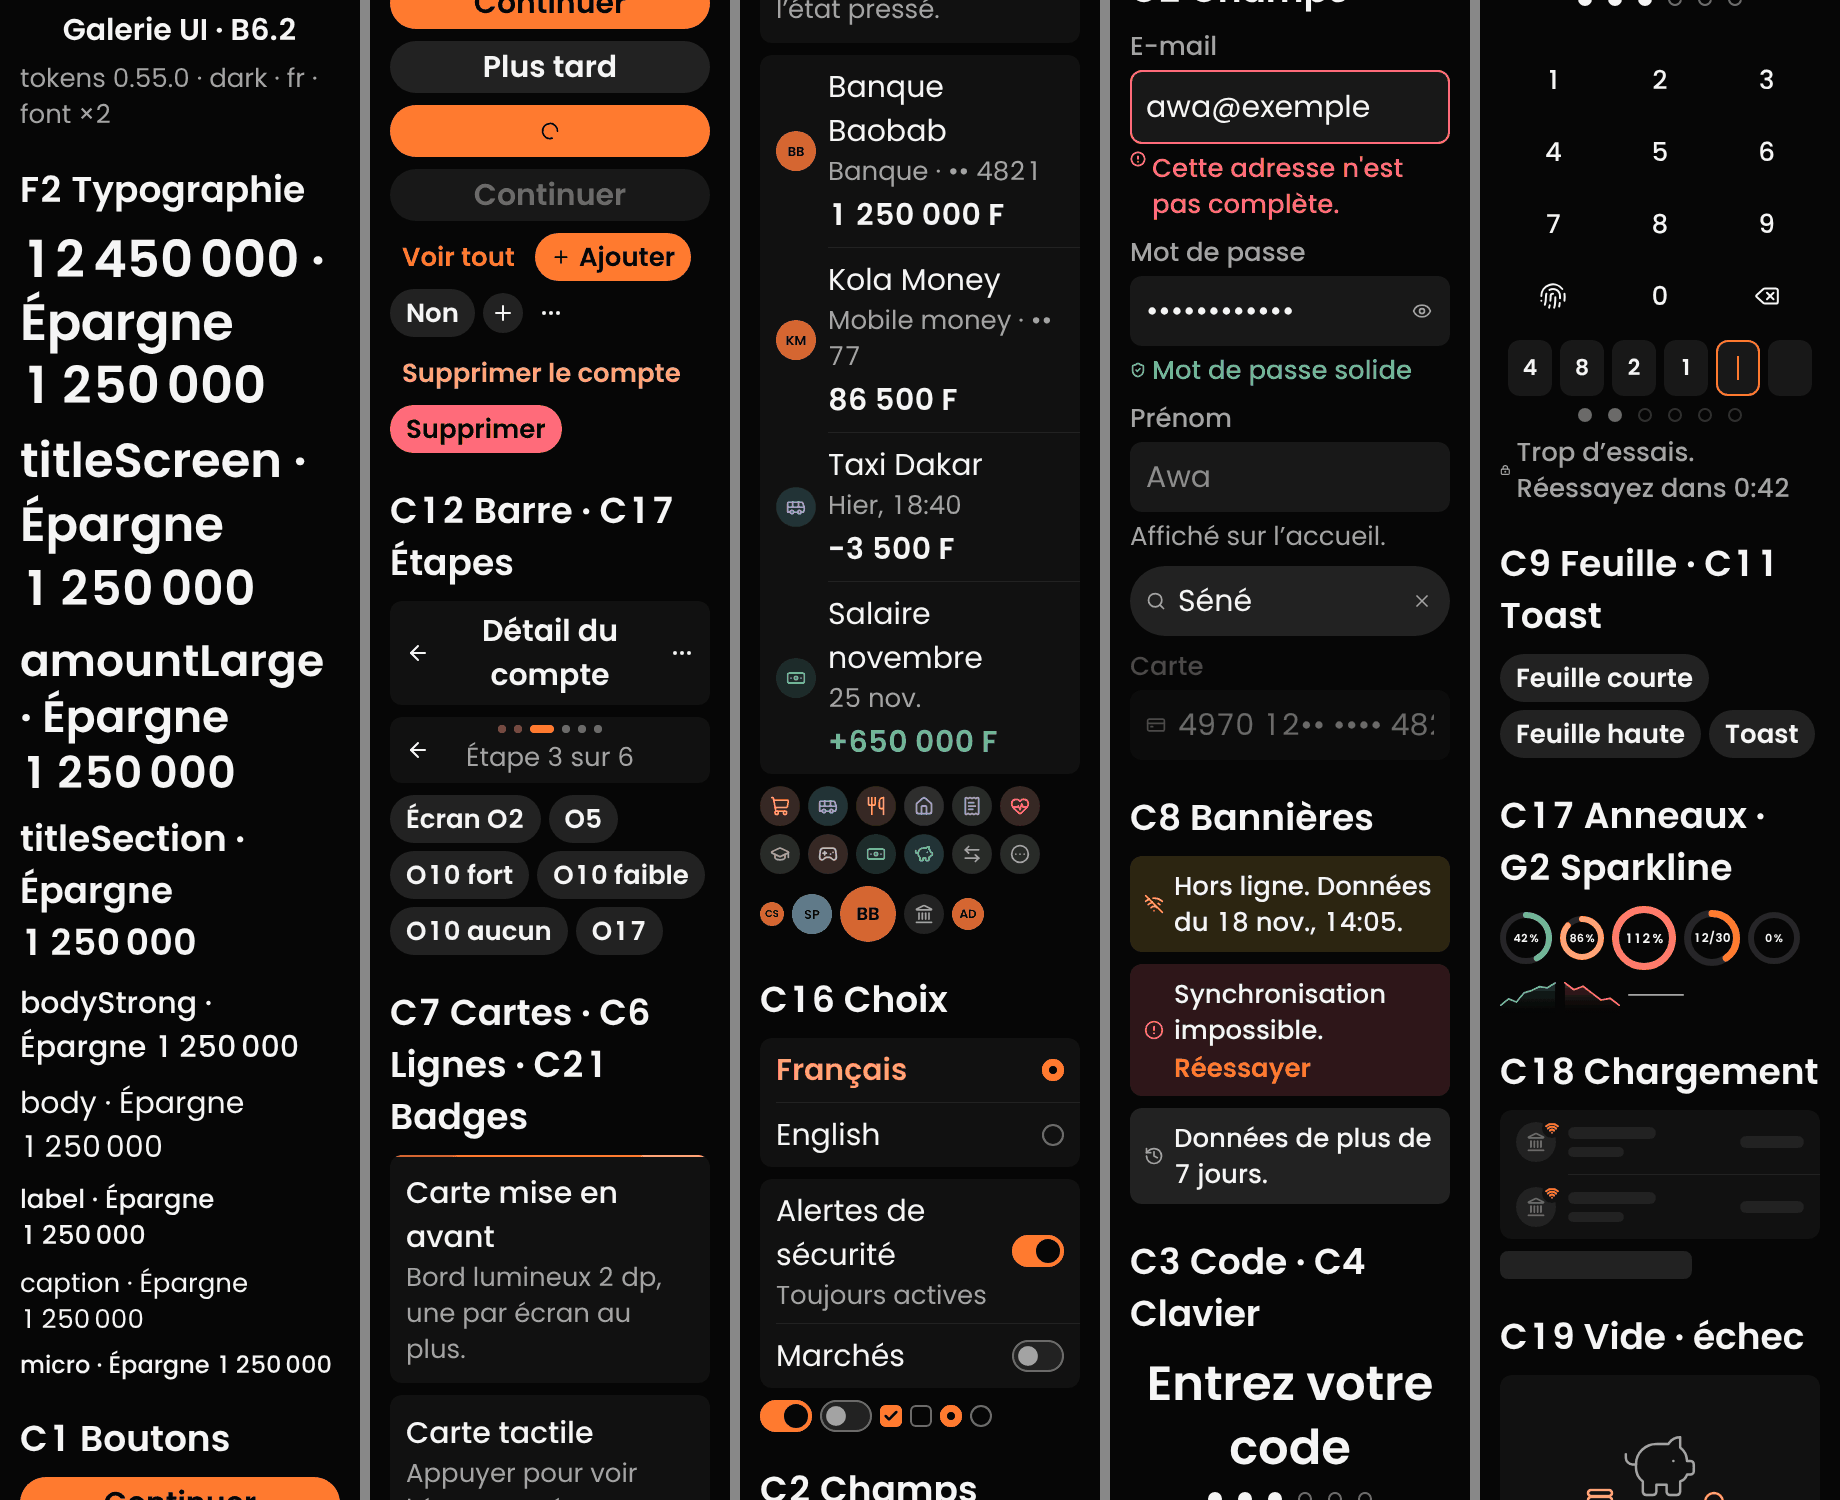 Galerie UI · B6.2
tokens 0.55.0 · dark · fr ·
font ×2
F2 Typographie
12 450 000 ·
Épargne
1 250 000
titleScreen ·
Épargne
1 250 000
amountLarge
· Épargne
1 250 000
titleSection ·
Épargne
1 250 000
bodyStrong ·
Épargne 1 250 000
body · Épargne
1 250 000
label · Épargne
1 250 000
caption · Épargne
1 250 000
micro · Épargne 1 250 000
C1 Boutons
Continuer
Continuer
Plus tard
Continuer
Voir tout
+ Ajouter
Non
Supprimer le compte
Supprimer
C12 Barre · C17
Étapes
Détail du
compte
Étape 3 sur 6
Écran O2
O5
O10 fort
O10 faible
O10 aucun
O17
C7 Cartes · C6
Lignes · C21
Badges
Carte mise en
avant
Bord lumineux 2 dp,
une par écran au
plus.
Carte tactile
Appuyer pour voir
l’état pressé.
BB
Banque
Baobab
Banque · •• 4821
1 250 000 F
KM
Kola Money
Mobile money · ••
77
86 500 F
Taxi Dakar
Hier, 18:40
−3 500 F
Salaire
novembre
25 nov.
+650 000 F
CS
SP
BB
AD
C16 Choix
Français
English
Alertes de
sécurité
Toujours actives
Marchés
C2 Champs
C2 Champs
E-mail
awa@exemple
Cette adresse n'est
pas complète.
Mot de passe
••••••••••••
Mot de passe solide
Prénom
Awa
Affiché sur l’accueil.
Séné
Carte
4970 12•• •••• 482
C8 Bannières
Hors ligne. Données
du 18 nov., 14:05.
Synchronisation
impossible.
Réessayer
Données de plus de
7 jours.
C3 Code · C4
Clavier
Entrez votre
code
1 2 3
4 5 6
7 8 9
0
4 8 2 1
Trop d’essais.
Réessayez dans 0:42
C9 Feuille · C11
Toast
Feuille courte
Feuille haute
Toast
C17 Anneaux ·
G2 Sparkline
42%
86%
112%
12/30
0%
C18 Chargement
C19 Vide · échec